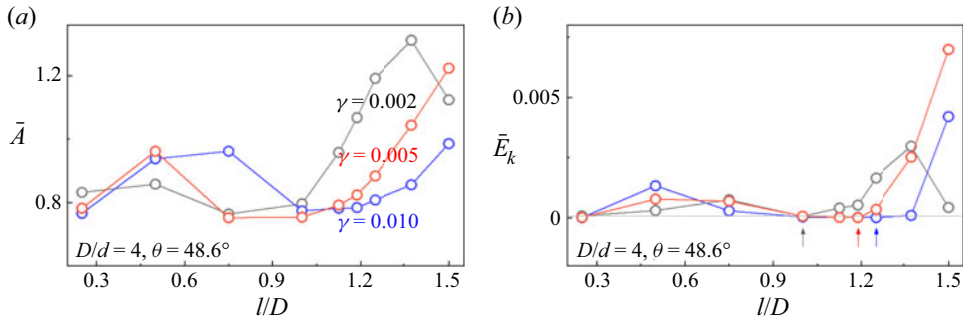 (a)
1.2
0.8
Ā
γ = 0.002
γ = 0.005
γ = 0.010
D/d = 4, θ = 48.6°
0.3 0.6 0.9 1.2 1.5
l/D
(b)
0.005
0
Ēₖ
D/d = 4, θ = 48.6°
0.3 0.6 0.9 1.2 1.5
l/D